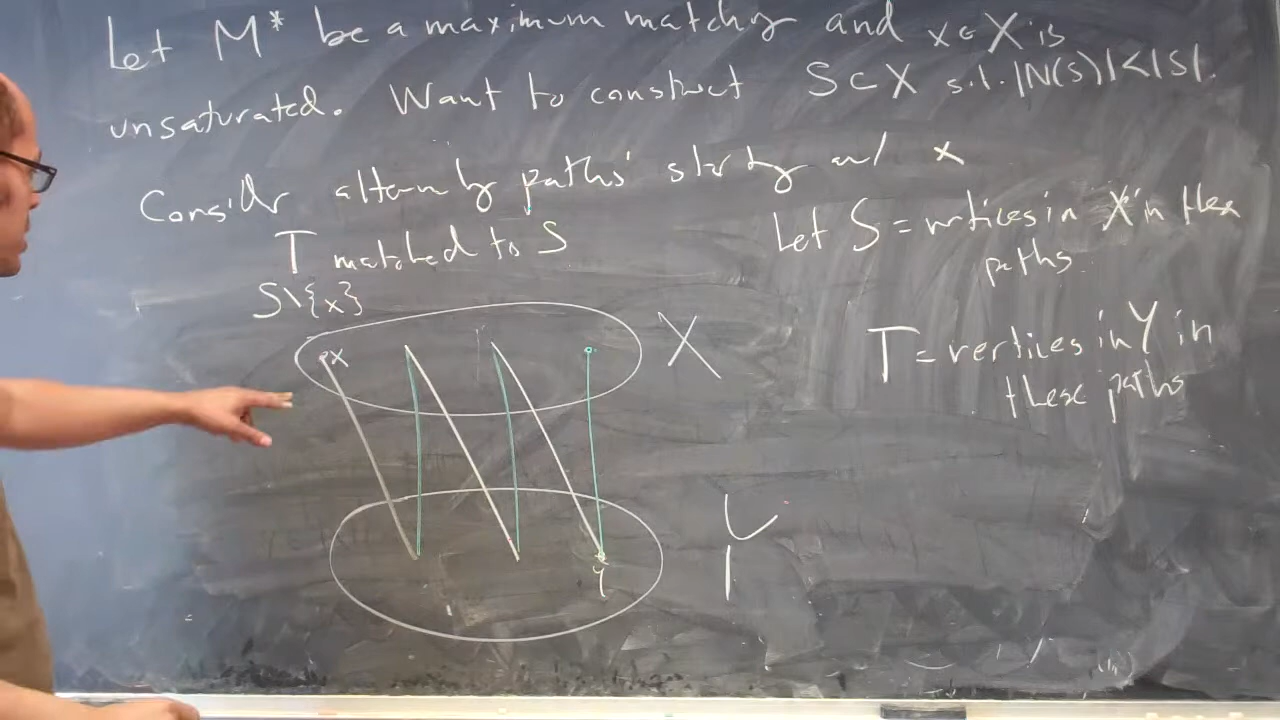 Let M* be a maximum matching and x ∈ X is
unsaturated. Want to construct S ⊂ X s.t. |N(S)| < |S|.
Consider alternating paths starting w/ x
T matched to S
S\{x}
Let S = vertices in X in these
paths.
T = vertices in Y in
these paths
x
X
Y
y